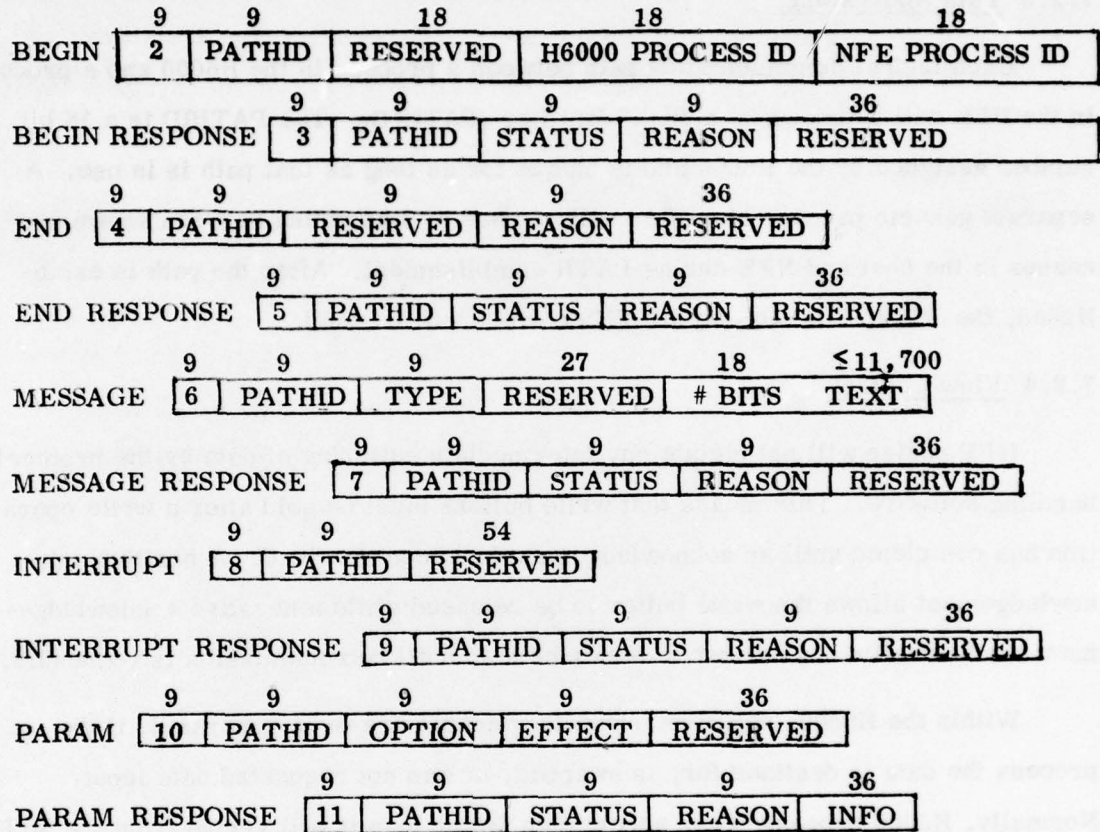 9 9 18 18 18
BEGIN 2 PATHID RESERVED H6000 PROCESS ID NFE PROCESS ID
9 9 9 9 36
BEGIN RESPONSE 3 PATHID STATUS REASON RESERVED
9 9 18 9 36
END 4 PATHID RESERVED REASON RESERVED
9 9 9 9 36
END RESPONSE 5 PATHID STATUS REASON RESERVED
9 9 9 27 18 ≤11,700
MESSAGE 6 PATHID TYPE RESERVED # BITS TEXT
9 9 9 9 36
MESSAGE RESPONSE 7 PATHID STATUS REASON RESERVED
9 9 54
INTERRUPT 8 PATHID RESERVED
9 9 9 9 36
INTERRUPT RESPONSE 9 PATHID STATUS REASON RESERVED
9 9 9 9 36
PARAM 10 PATHID OPTION EFFECT RESERVED
9 9 9 9 36
PARAM RESPONSE 11 PATHID STATUS REASON INFO